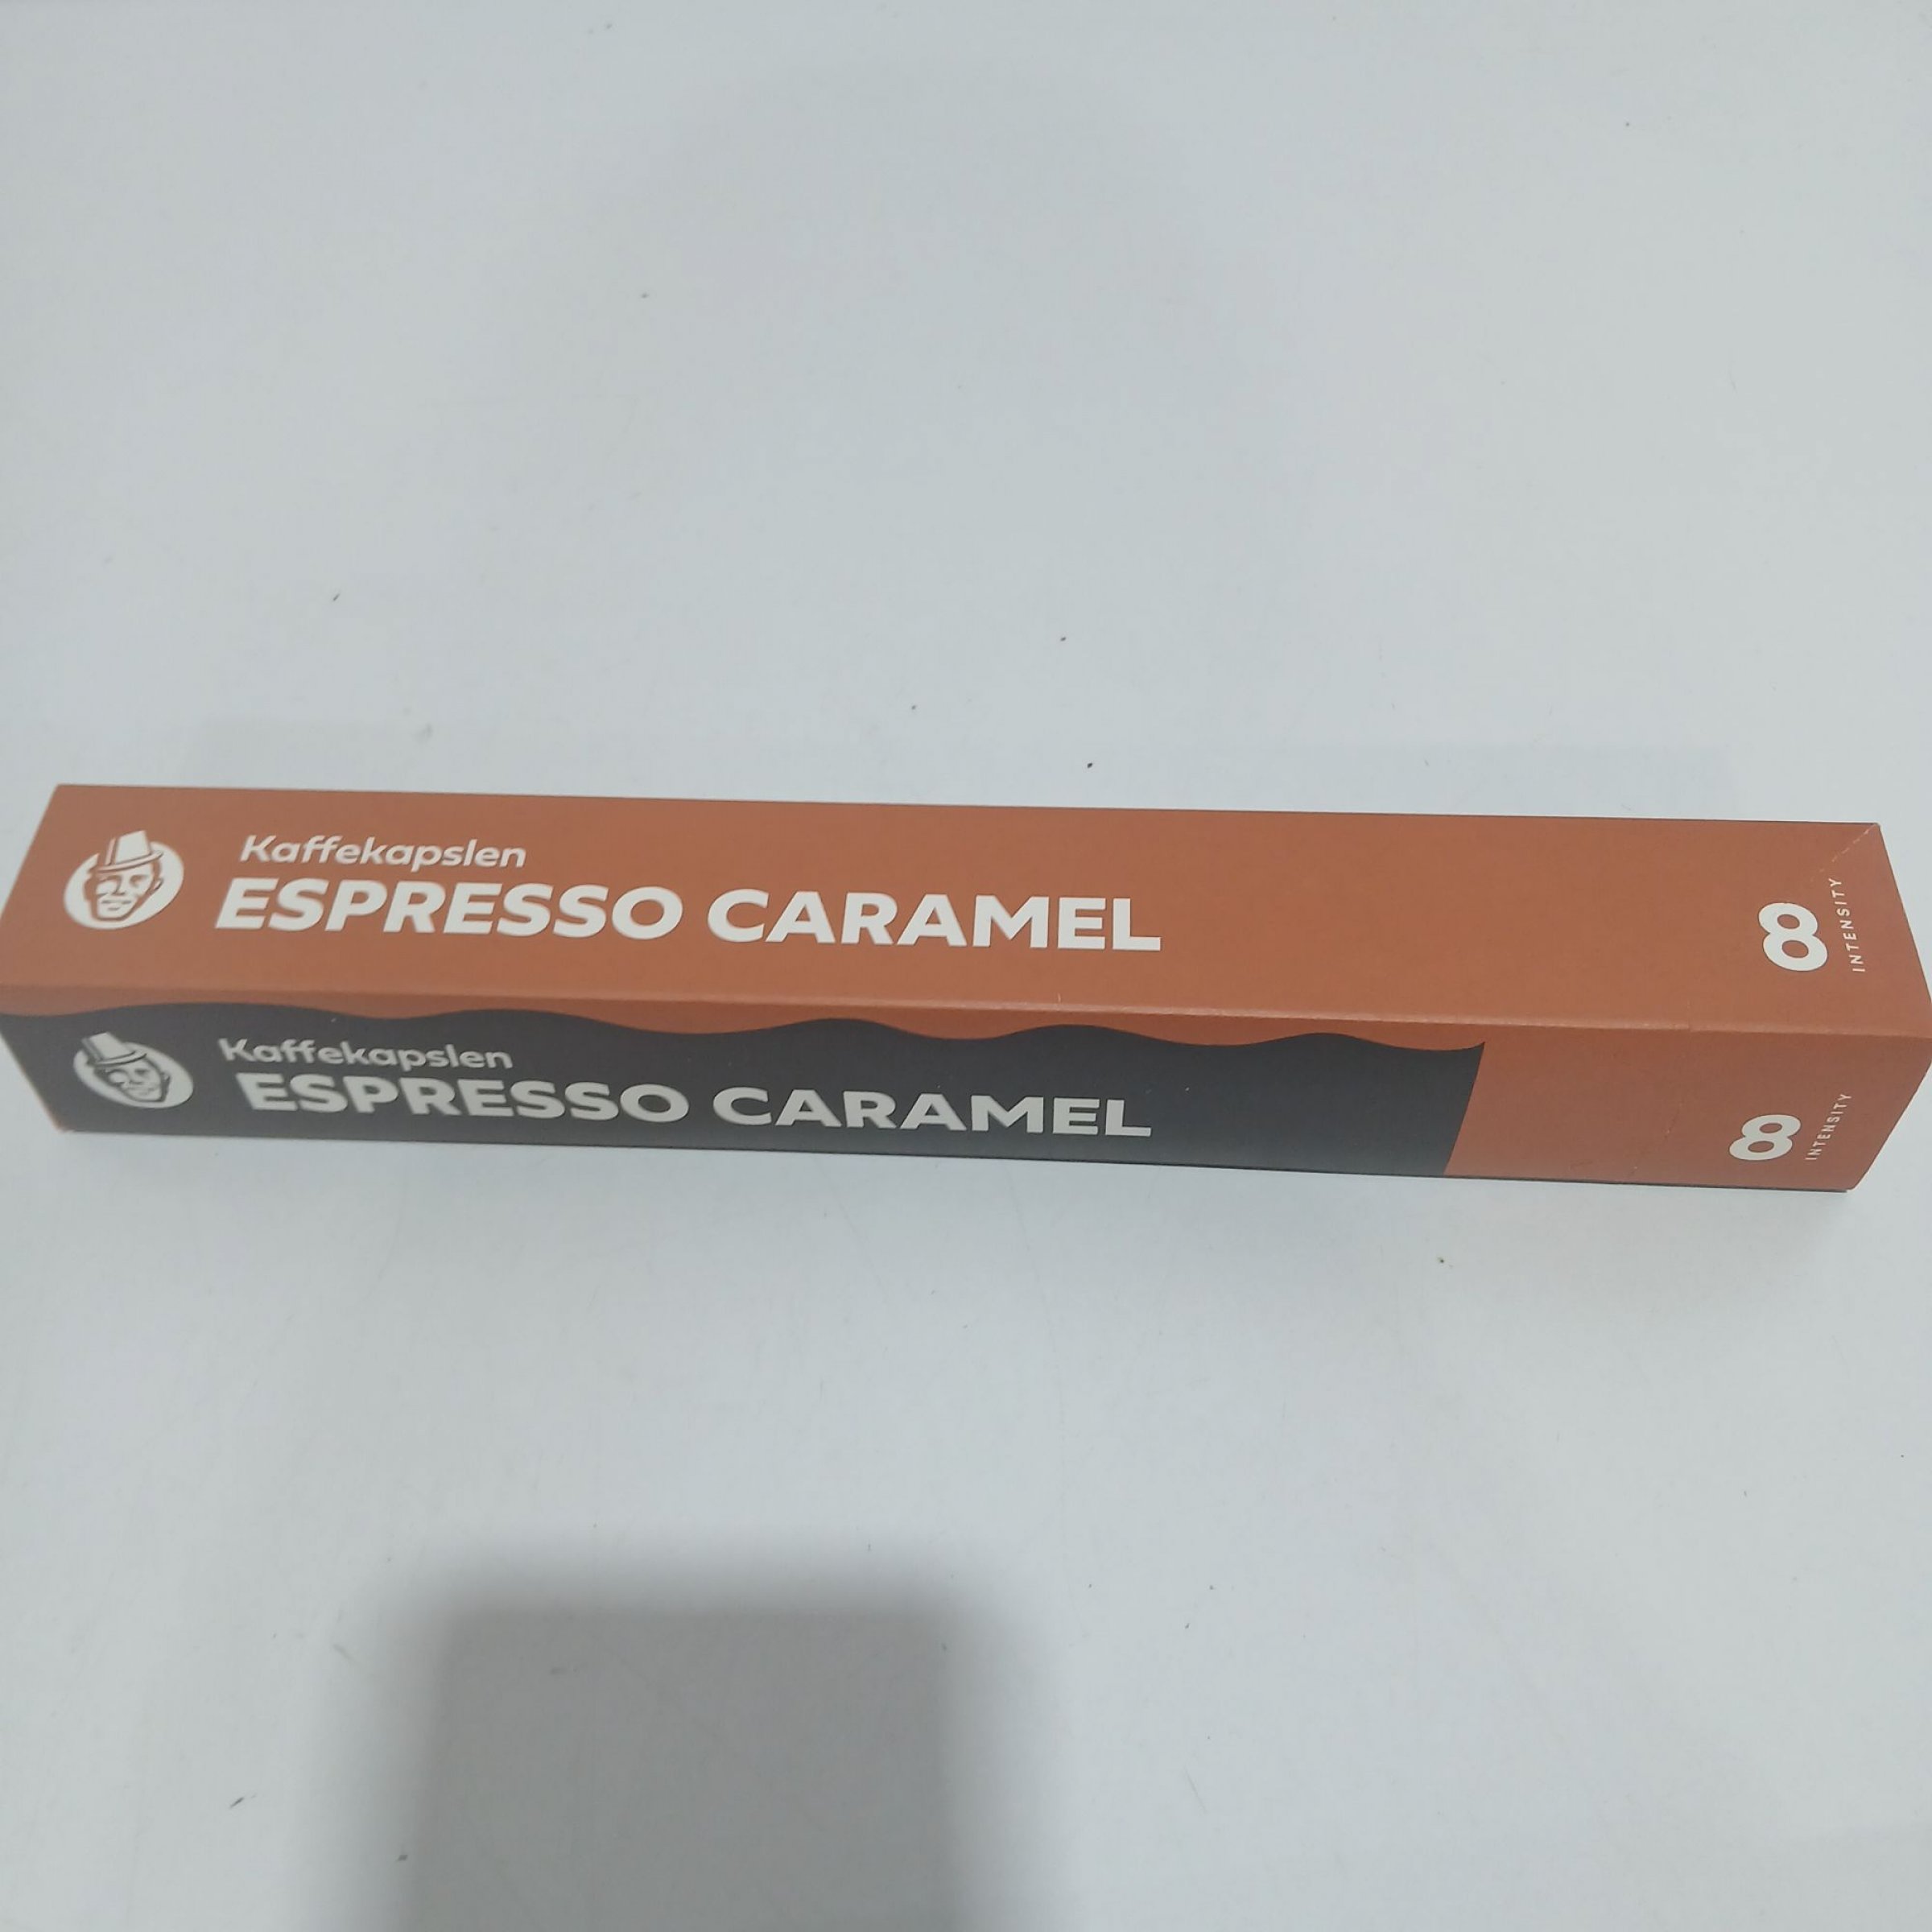 Kaffekapslen
ESPRESSO CARAMEL
8
INTENSITY
Kaffekapslen
ESPRESSO CARAMEL
8
INTENSITY